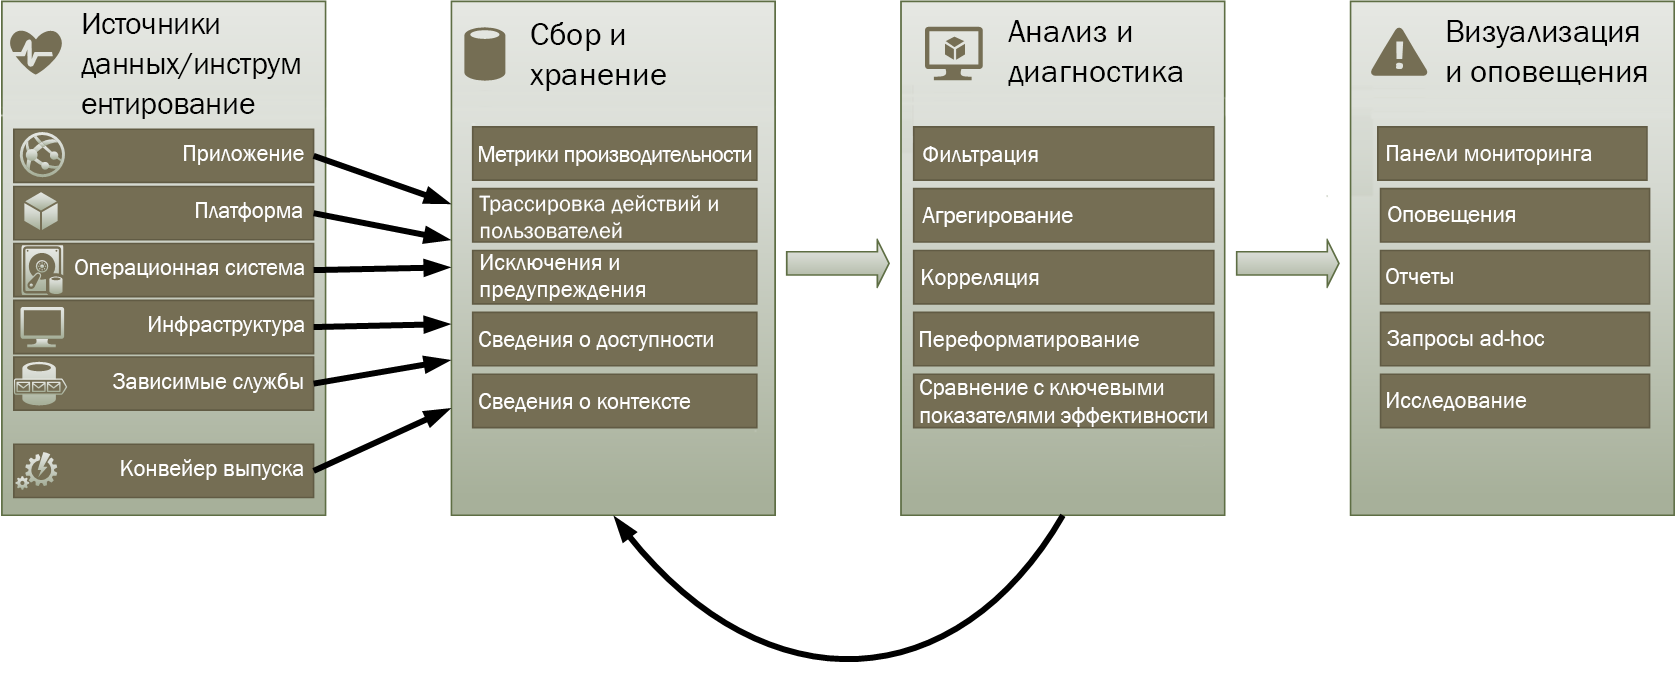 Источники
данных/инструм
ентирование
Приложение
Платформа
Операционная система
Инфраструктура
Зависимые службы
Конвейер выпуска
Сбор и
хранение
Метрики производительности
Трассировка действий и
пользователей
Исключения и
предупреждения
Сведения о доступности
Сведения о контексте
Анализ и
диагностика
Фильтрация
Агрегирование
Корреляция
Переформатирование
Сравнение с ключевыми
показателями эффективности
Визуализация
и оповещения
Панели мониторинга
Оповещения
Отчеты
Запросы ad-hoc
Исследование